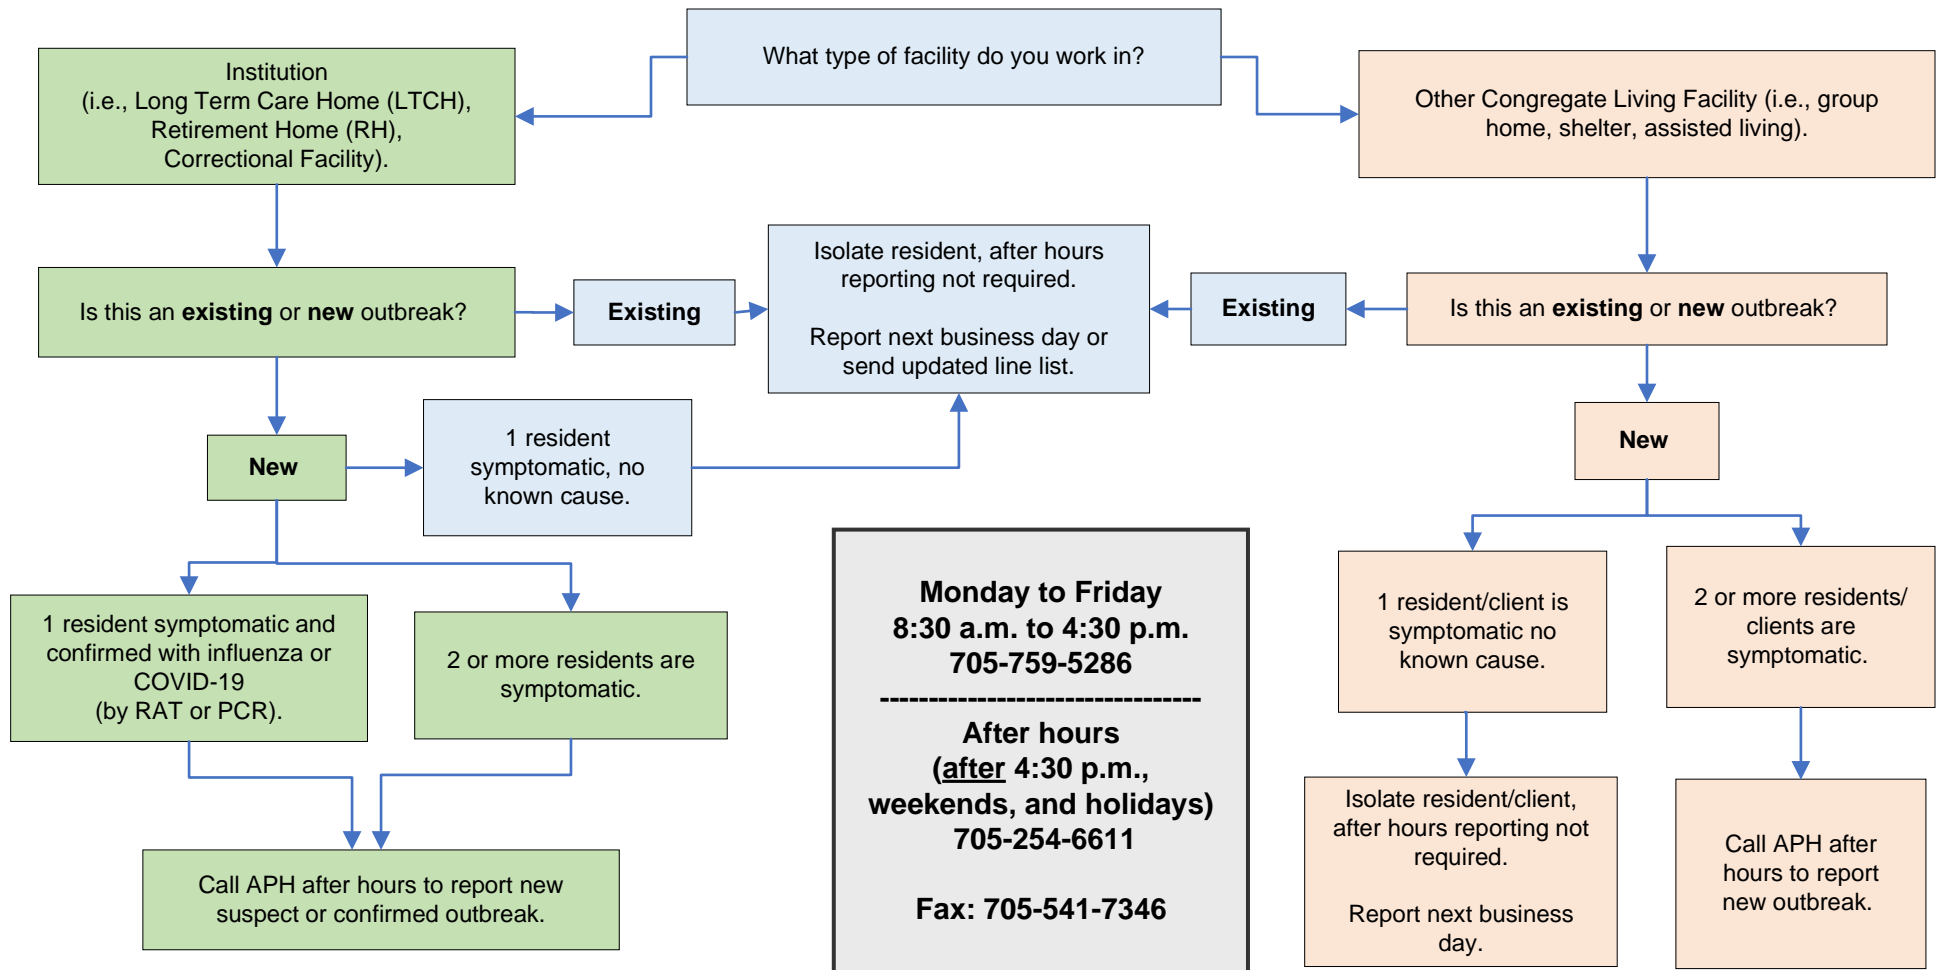 What type of facility do you work in?
Institution
(i.e., Long Term Care Home (LTCH),
Retirement Home (RH),
Correctional Facility).
Other Congregate Living Facility (i.e., group
home, shelter, assisted living).
Is this an existing or new outbreak?
Existing
Isolate resident, after hours
reporting not required.
Report next business day or
send updated line list.
Existing
Is this an existing or new outbreak?
New
1 resident
symptomatic, no
known cause.
New
1 resident symptomatic and
confirmed with influenza or
COVID-19
(by RAT or PCR).
2 or more residents are
symptomatic.
Call APH after hours to report new
suspect or confirmed outbreak.
Monday to Friday
8:30 a.m. to 4:30 p.m.
705-759-5286
---------------------------------
After hours
(after 4:30 p.m.,
weekends, and holidays)
705-254-6611
Fax: 705-541-7346
1 resident/client is
symptomatic no
known cause.
2 or more residents/
clients are
symptomatic.
Isolate resident/client,
after hours reporting not
required.
Report next business
day.
Call APH after
hours to report
new outbreak.